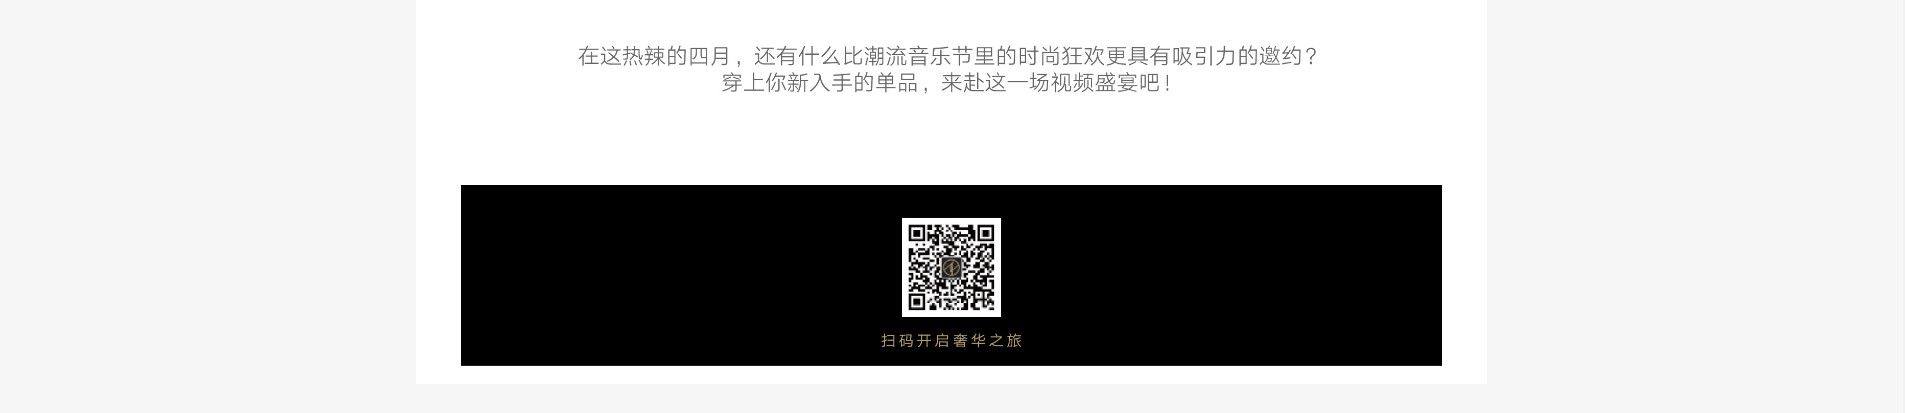 在这热辣的四月，还有什么比潮流音乐节里的时尚狂欢更具有吸引力的邀约？
穿上你新入手的单品，来赴这一场视频盛宴吧！
扫码开启奢华之旅